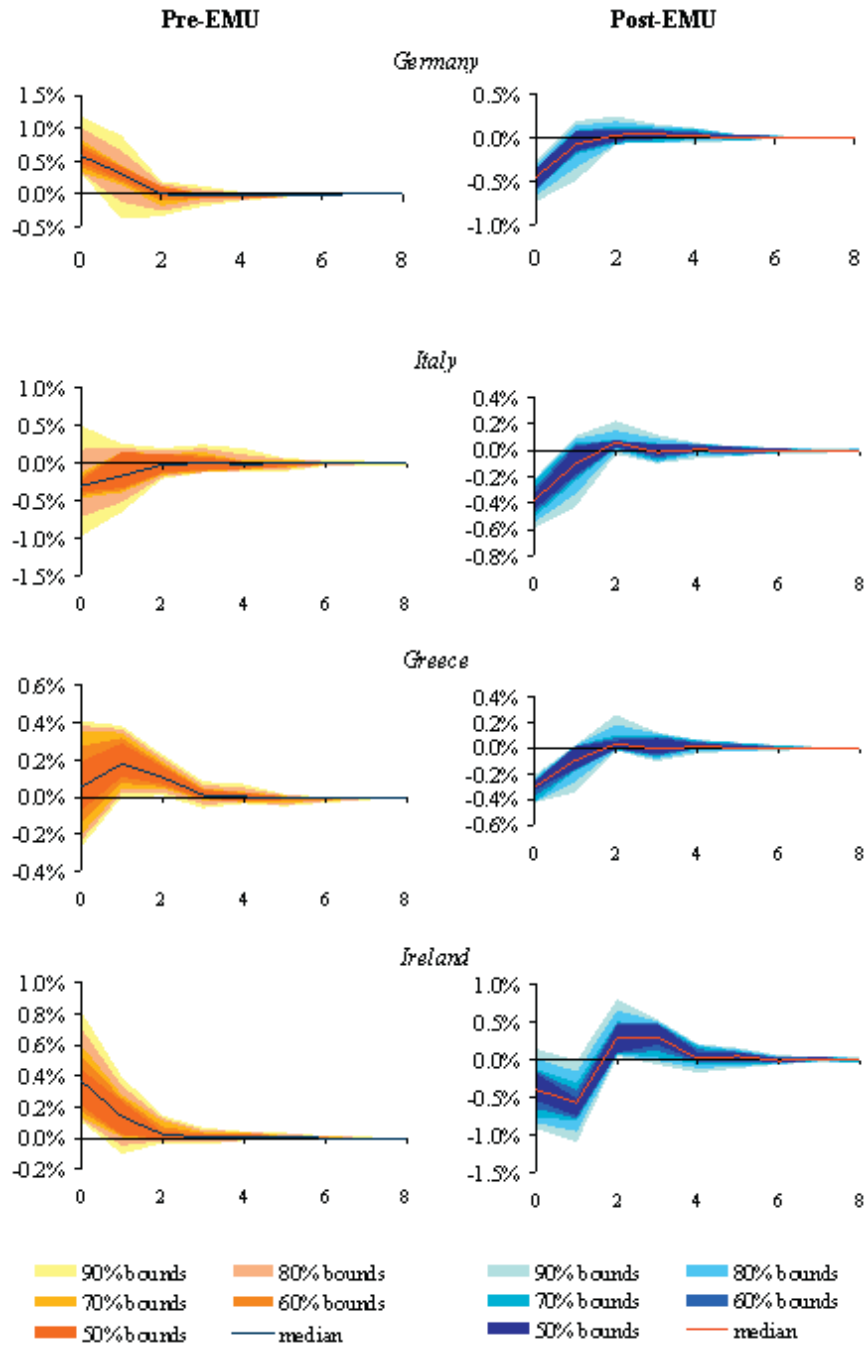 Pre-EMU Post-EMU
Germany
1.5% 0.5%
1.0%
0.5% 0.0%
0.0% -0.5%
-0.5% -1.0%
0 2 4 6 8 0 2 4 6 8
Italy
1.0% 0.4%
0.5% 0.2%
0.0% 0.0%
-0.5% -0.2%
-1.0% -0.4%
-1.5% -0.6%
-0.8%
0 2 4 6 8 0 2 4 6 8
Greece
0.6% 0.4%
0.4% 0.2%
0.2% 0.0%
0.0% -0.2%
-0.2% -0.4%
-0.4% -0.6%
0 2 4 6 8 0 2 4 6 8
Ireland
1.0% 1.0%
0.8% 0.5%
0.6% 0.0%
0.4% -0.5%
0.2% -1.0%
0.0% -1.5%
-0.2%
0 2 4 6 8 0 2 4 6 8
90% bounds 80% bounds 90% bounds 80% bounds
70% bounds 60% bounds 70% bounds 60% bounds
50% bounds median 50% bounds median